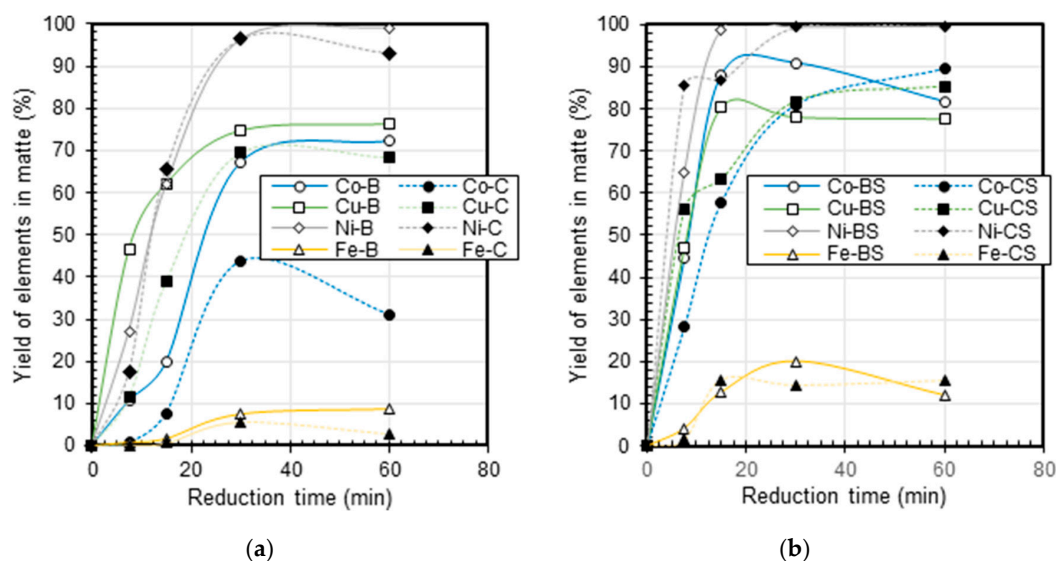 Yield of elements in matte (%)
100
90
80
70
60
50
40
30
20
10
0
Co-B Co-C
Cu-B Cu-C
Ni-B Ni-C
Fe-B Fe-C
0 20 40 60 80
Reduction time (min)
(a)
Yield of elements in matte (%)
100
90
80
70
60
50
40
30
20
10
0
Co-BS Co-CS
Cu-BS Cu-CS
Ni-BS Ni-CS
Fe-BS Fe-CS
0 20 40 60 80
Reduction time (min)
(b)